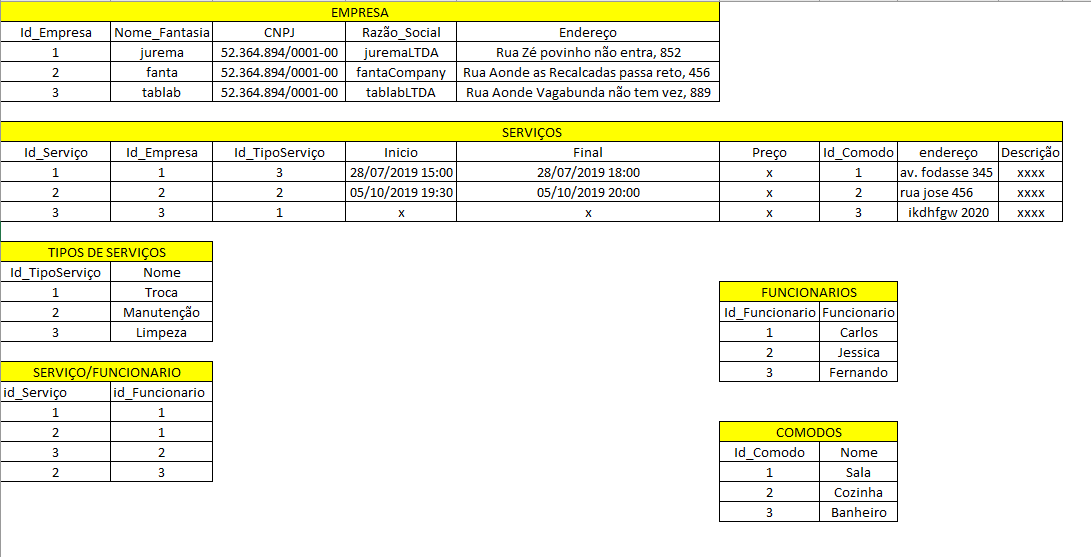 EMPRESA
Id_Empresa Nome_Fantasia CNPJ Razão_Social Endereço
1 jurema 52.364.894/0001-00 juremaLTDA Rua Zé povinho não entra, 852
2 fanta 52.364.894/0001-00 fantaCompany Rua Aonde as Recalcadas passa reto, 456
3 tablab 52.364.894/0001-00 tablabLTDA Rua Aonde Vagabunda não tem vez, 889
SERVIÇOS
Id_Serviço Id_Empresa Id_TipoServiço Inicio Final Preço Id_Comodo endereço Descrição
1 1 3 28/07/2019 15:00 28/07/2019 18:00 x 1 av. fodasse 345 xxxx
2 2 2 05/10/2019 19:30 05/10/2019 20:00 x 2 rua jose 456 xxxx
3 3 1 x x x 3 ikdhfgw 2020 xxxx
TIPOS DE SERVIÇOS
Id_TipoServiço Nome
1 Troca
2 Manutenção
3 Limpeza
FUNCIONARIOS
Id_Funcionario Funcionario
1 Carlos
2 Jessica
3 Fernando
SERVIÇO/FUNCIONARIO
id_Serviço id_Funcionario
1 1
2 1
3 2
2 3
COMODOS
Id_Comodo Nome
1 Sala
2 Cozinha
3 Banheiro